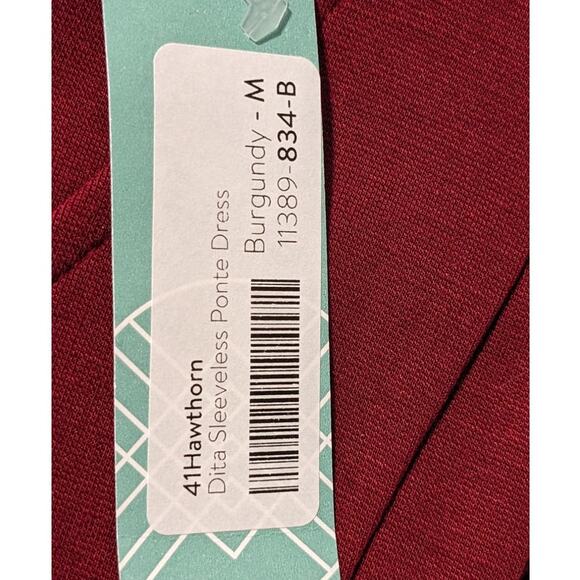 41Hawthorn
Dita Sleeveless Ponte Dress
Burgundy - M
11389-834-B